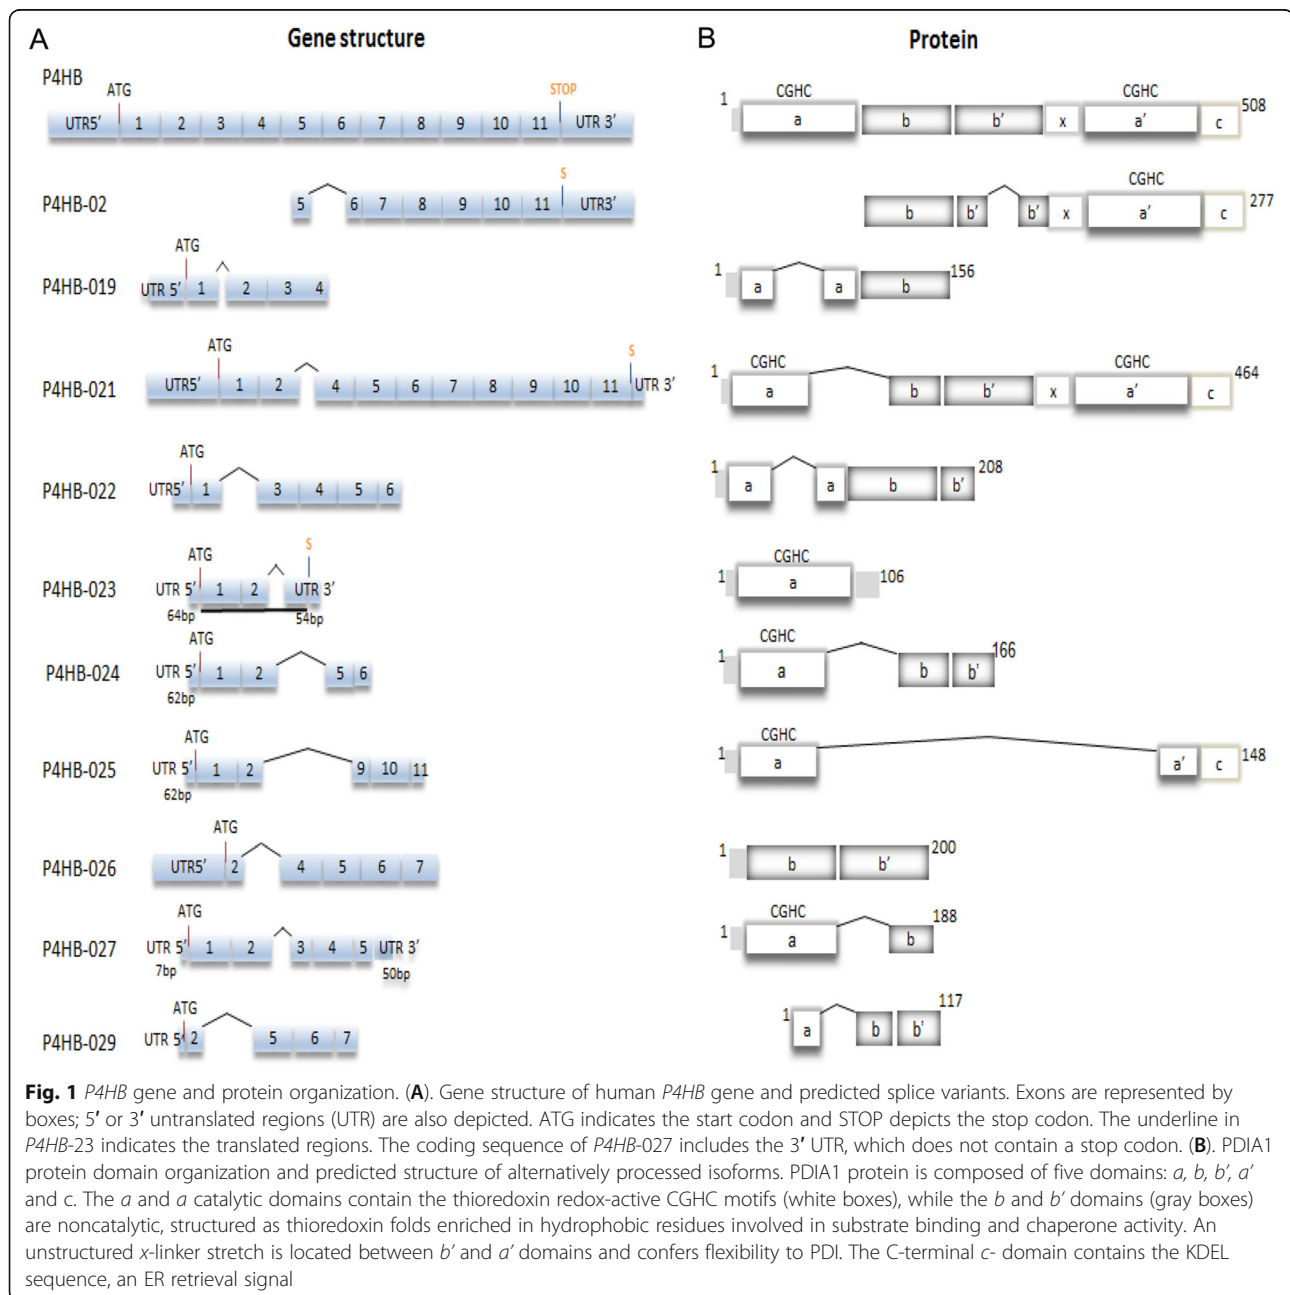 A Gene structure
B Protein
P4HB
ATG
STOP
UTR5' 1 2 3 4 5 6 7 8 9 10 11 UTR 3'
CGHC CGHC
1 a b b' x a' c 508
P4HB-02
S
5 6 7 8 9 10 11 UTR3'
CGHC
b b' b' x a' c 277
P4HB-019
ATG
UTR 5' 1 2 3 4
1 a a b 156
P4HB-021
ATG
S
UTR5' 1 2 4 5 6 7 8 9 10 11 UTR 3'
CGHC CGHC
1 a b b' x a' c 464
P4HB-022
ATG
UTR5' 1 3 4 5 6
1 a a b b' 208
P4HB-023
ATG
S
UTR 5' 1 2 UTR 3'
64bp 54bp
CGHC
1 a 106
P4HB-024
ATG
UTR 5' 1 2 5 6
62bp
CGHC
1 a b b' 166
P4HB-025
ATG
UTR 5' 1 2 9 10 11
62bp
CGHC
1 a a' c 148
P4HB-026
ATG
UTR5' 2 4 5 6 7
1 b b' 200
P4HB-027
ATG
UTR 5' 1 2 3 4 5 UTR 3'
7bp 50bp
CGHC
1 a b 188
P4HB-029
ATG
UTR 5' 2 5 6 7
1 a b b' 117
Fig. 1 P4HB gene and protein organization. (A). Gene structure of human P4HB gene and predicted splice variants. Exons are represented by
boxes; 5′ or 3′ untranslated regions (UTR) are also depicted. ATG indicates the start codon and STOP depicts the stop codon. The underline in
P4HB-23 indicates the translated regions. The coding sequence of P4HB-027 includes the 3′ UTR, which does not contain a stop codon. (B). PDIA1
protein domain organization and predicted structure of alternatively processed isoforms. PDIA1 protein is composed of five domains: a, b, b′, a′
and c. The a and a catalytic domains contain the thioredoxin redox-active CGHC motifs (white boxes), while the b and b′ domains (gray boxes)
are noncatalytic, structured as thioredoxin folds enriched in hydrophobic residues involved in substrate binding and chaperone activity. An
unstructured x-linker stretch is located between b′ and a′ domains and confers flexibility to PDI. The C-terminal c- domain contains the KDEL
sequence, an ER retrieval signal